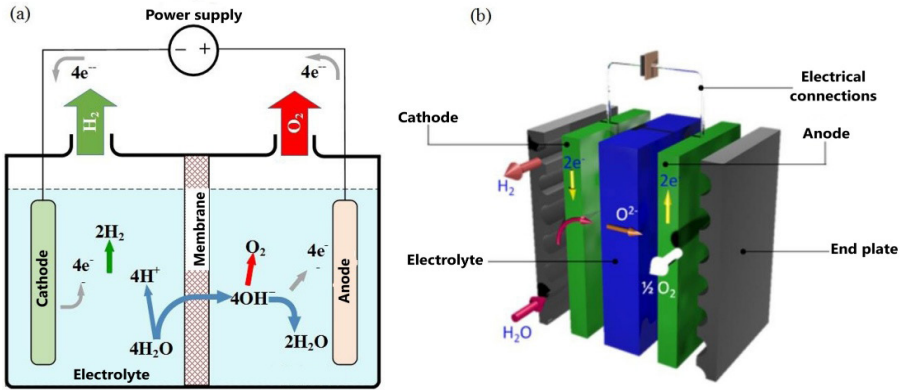 (a)
Power supply
− +
4e⁻
4e⁻
H₂
O₂
Cathode
Membrane
Anode
2H₂
4e⁻
4H⁺
4H₂O
O₂
4OH⁻
4e⁻
2H₂O
Electrolyte
(b)
Electrical
connections
Cathode
Anode
2e⁻
2e
H₂
O²⁻
Electrolyte
End plate
½ O₂
H₂O